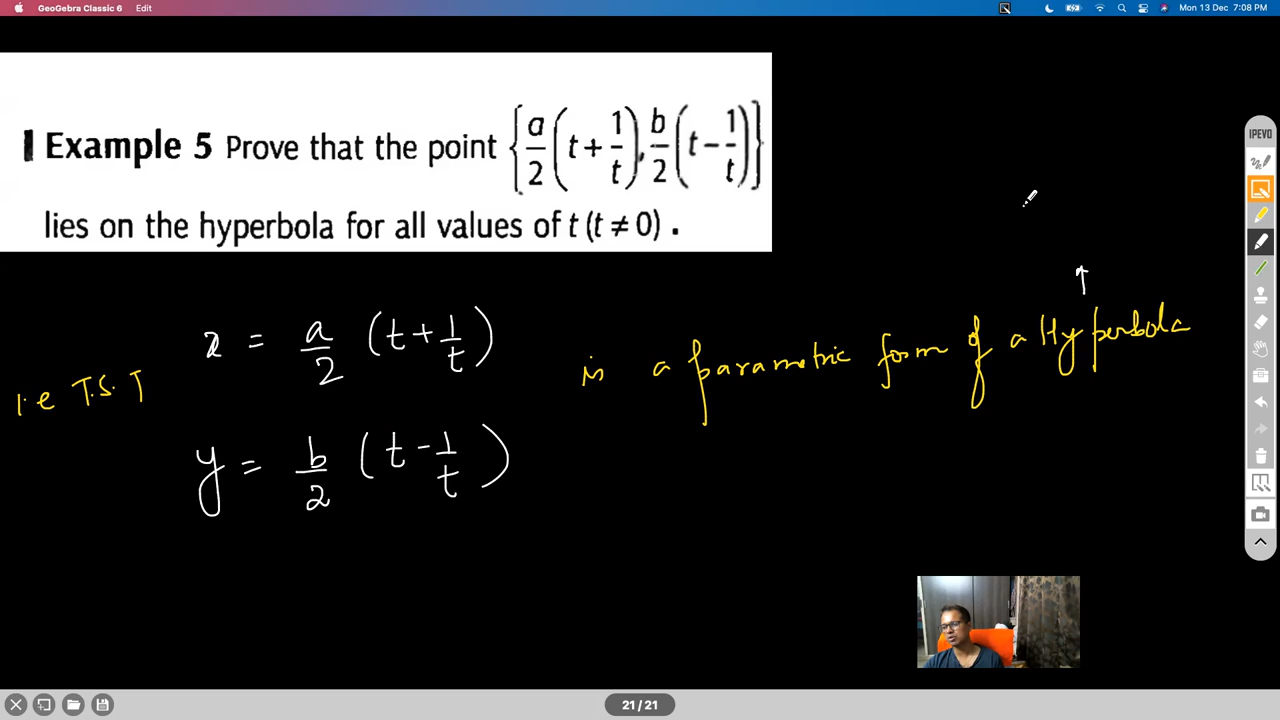 GeoGebra Classic 6 Edit Mon 13 Dec 7:08 PM
Example 5 Prove that the point {a/2 (t + 1/t), b/2 (t − 1/t)}
lies on the hyperbola for all values of t (t ≠ 0) .
IPEVO
x = a/2 (t + 1/t)
i.e T.S.T
is a parametric form of a Hyperbola
y = b/2 (t - 1/t)
21 / 21